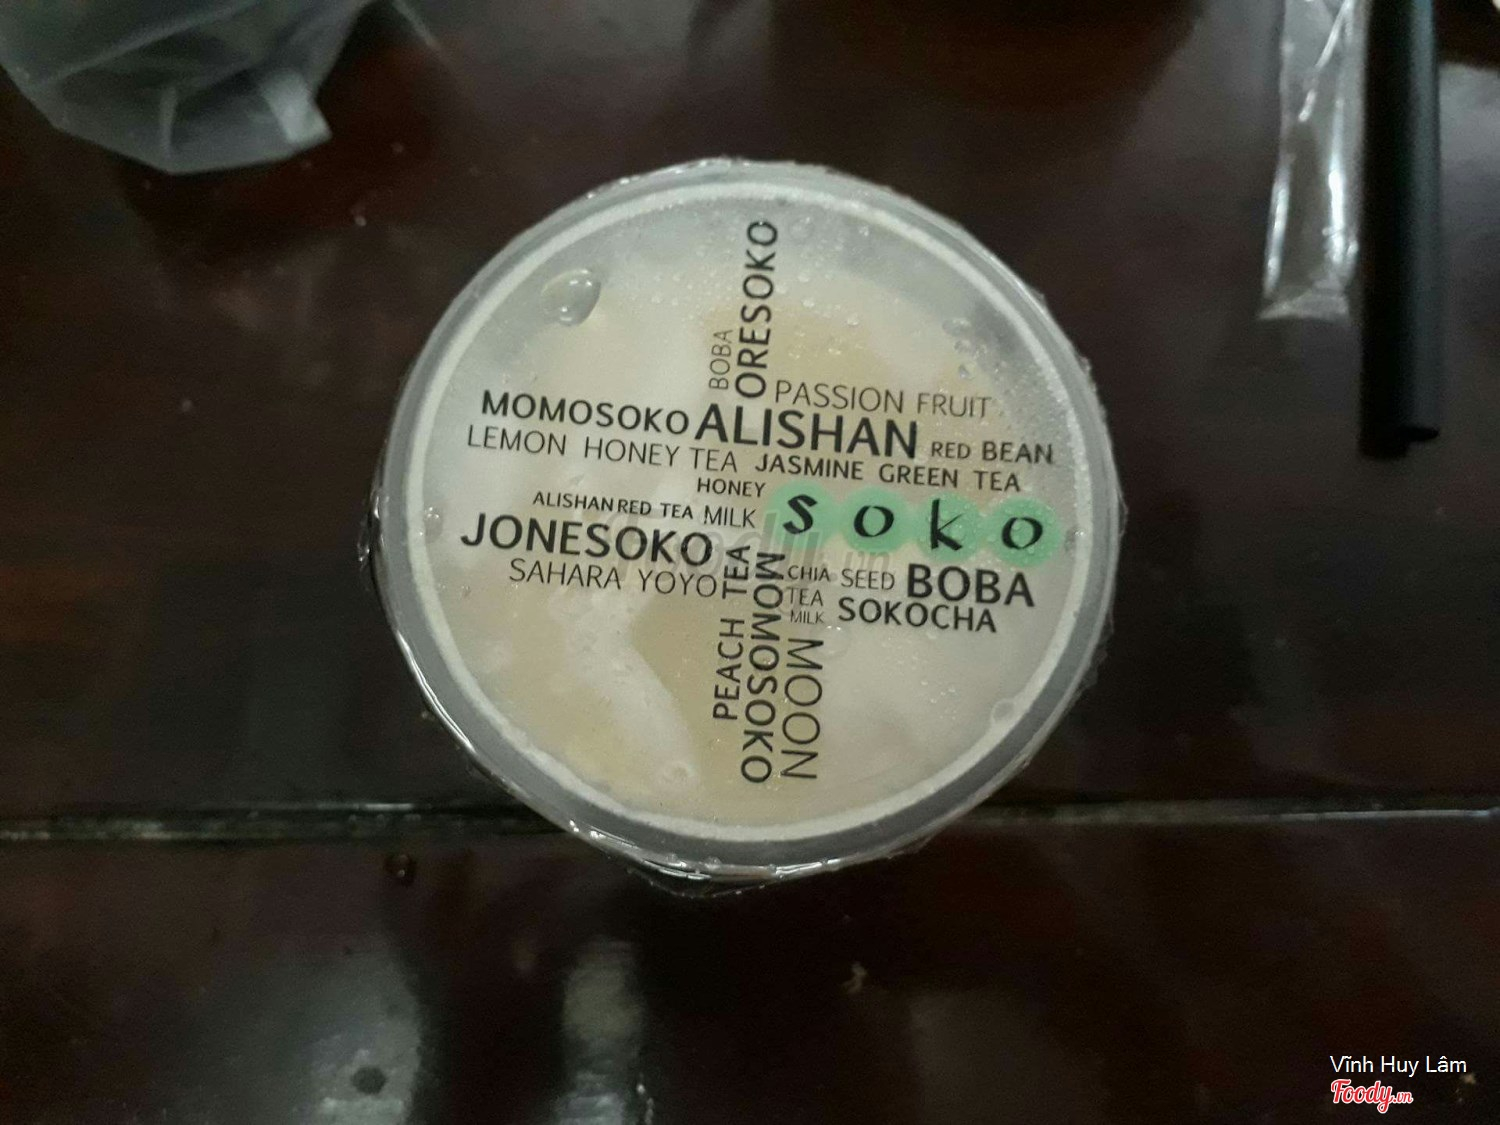 ORESOKO
BOBA
PASSION FRUIT
MOMOSOKO ALISHAN RED BEAN
LEMON HONEY TEA JASMINE GREEN TEA
HONEY
ALISHAN RED TEA MILK soko
JONESOKO
SAHARA YOYO
CHIA SEED BOBA
TEA SOKOCHA
MILK
PEACH TEA
MOMOSOKO
MOON
Foody.vn
Vĩnh Huy Lâm
Foody.vn